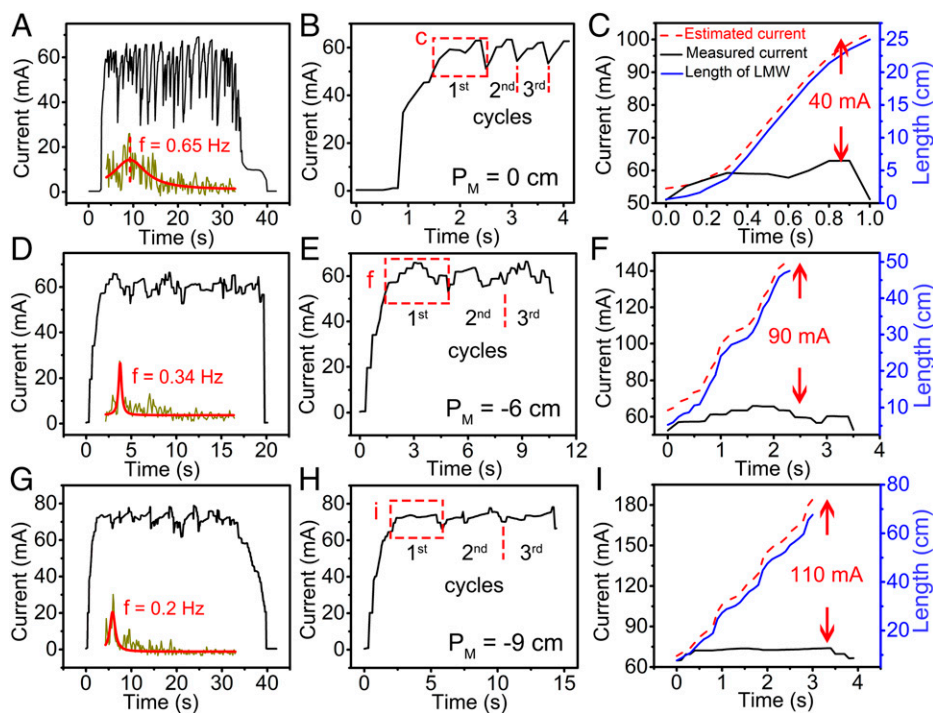 A
Current (mA)
80
60
40
20
0
f = 0.65 Hz
0 10 20 30 40
Time (s)
B
Current (mA)
60
40
20
0
c
1st
2nd
3rd
cycles
PM = 0 cm
0 1 2 3 4
Time (s)
C
Current (mA)
100
90
80
70
60
50
Estimated current
Measured current
Length of LMW
40 mA
25
20
15
10
5
0
Length (cm)
0.0 0.2 0.4 0.6 0.8 1.0
Time (s)
D
Current (mA)
80
60
40
20
0
f = 0.34 Hz
0 5 10 15 20
Time (s)
E
Current (mA)
60
40
20
0
f
1st
2nd
3rd
cycles
PM = -6 cm
0 3 6 9 12
Time (s)
F
Current (mA)
140
120
100
80
60
90 mA
50
40
30
20
10
Length (cm)
0 1 2 3 4
Time (s)
G
Current (mA)
80
60
40
20
0
f = 0.2 Hz
0 10 20 30 40
Time (s)
H
Current (mA)
80
60
40
20
0
i
1st
2nd
3rd
cycles
PM = -9 cm
0 5 10 15
Time (s)
I
Current (mA)
180
150
120
90
60
110 mA
80
60
40
20
Length (cm)
0 1 2 3 4
Time (s)